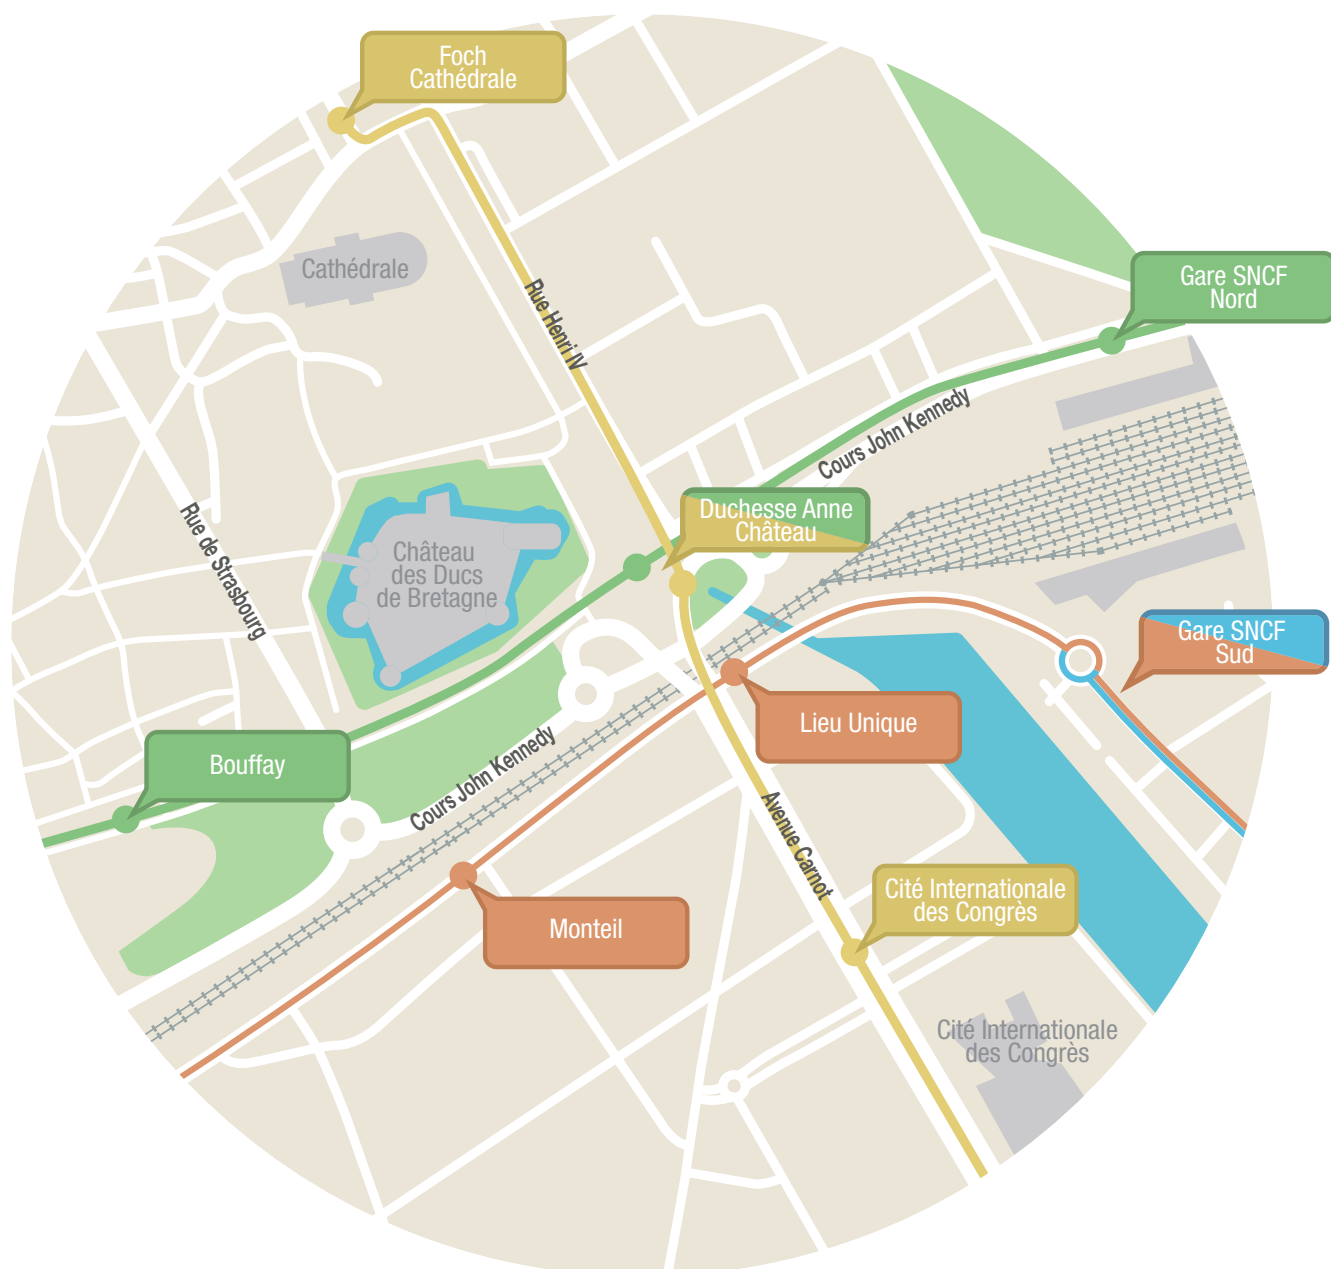 Foch
Cathédrale
Gare SNCF
Nord
Cathédrale
Rue Henri IV
Cours John Kennedy
Duchesse Anne
Château
Rue de Strasbourg
Château
des Ducs
de Bretagne
Gare SNCF
Sud
Lieu Unique
Bouffay
Cours John Kennedy
Avenue Carnot
Cité Internationale
des Congrès
Monteil
Cité Internationale
des Congrès